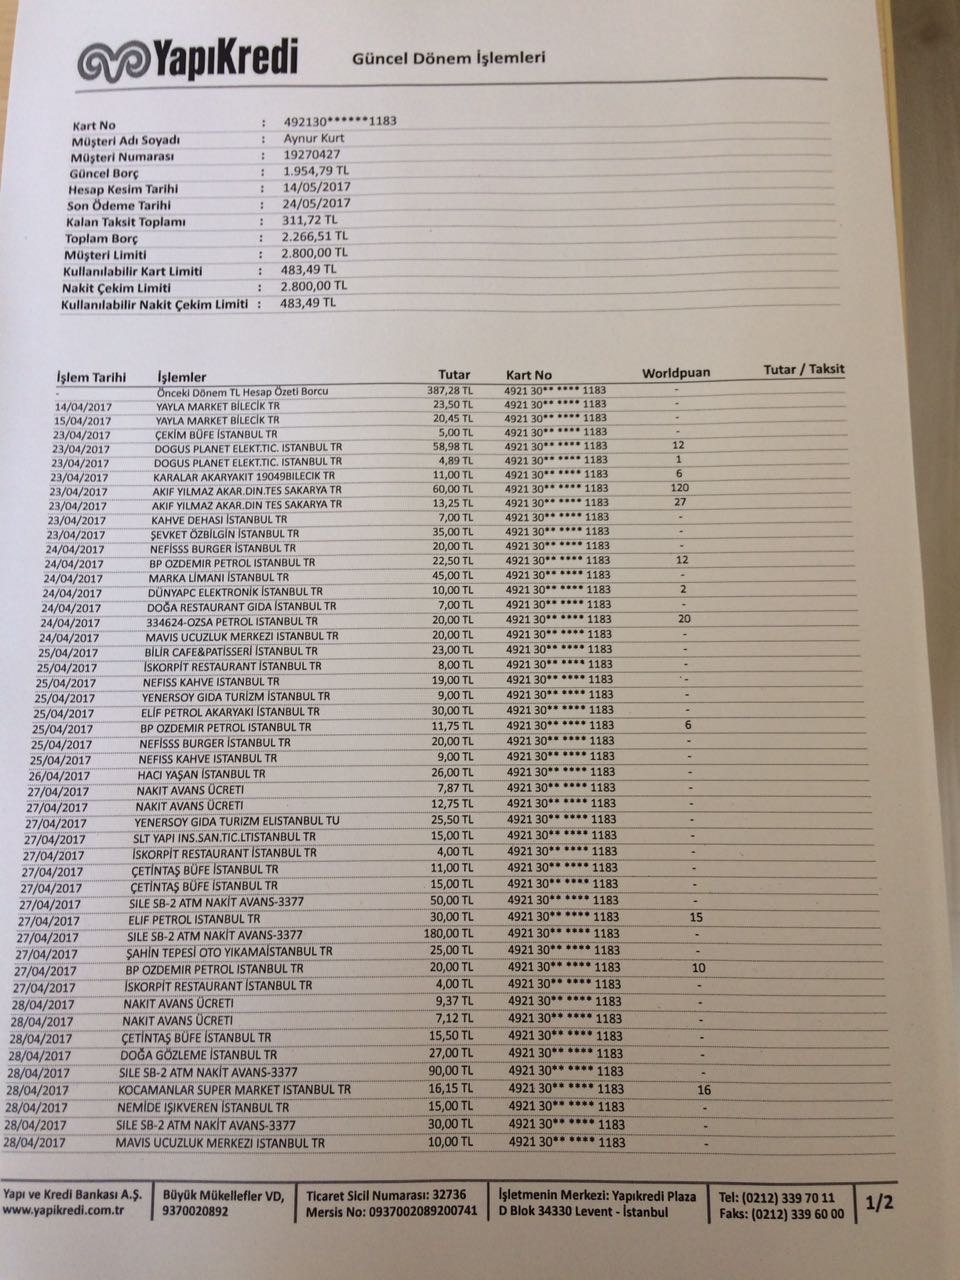 YapıKredi
Güncel Dönem İşlemleri
Kart No : 492130******1183
Müşteri Adı Soyadı : Aynur Kurt
Müşteri Numarası : 19270427
Güncel Borç : 1.954,79 TL
Hesap Kesim Tarihi : 14/05/2017
Son Ödeme Tarihi : 24/05/2017
Kalan Taksit Toplamı : 311,72 TL
Toplam Borç : 2.266,51 TL
Müşteri Limiti : 2.800,00 TL
Kullanılabilir Kart Limiti : 483,49 TL
Nakit Çekim Limiti : 2.800,00 TL
Kullanılabilir Nakit Çekim Limiti : 483,49 TL
İşlem Tarihi İşlemler Tutar Kart No Worldpuan Tutar / Taksit
- Önceki Dönem TL Hesap Özeti Borcu 387,28 TL 4921 30** **** 1183 -
14/04/2017 YAYLA MARKET BİLECİK TR 23,50 TL 4921 30** **** 1183 -
15/04/2017 YAYLA MARKET BİLECİK TR 20,45 TL 4921 30** **** 1183 -
23/04/2017 ÇEKİM BÜFE İSTANBUL TR 5,00 TL 4921 30** **** 1183 -
23/04/2017 DOGUS PLANET ELEKT.TIC. ISTANBUL TR 58,98 TL 4921 30** **** 1183 12
23/04/2017 DOGUS PLANET ELEKT.TIC. ISTANBUL TR 4,89 TL 4921 30** **** 1183 1
23/04/2017 KARALAR AKARYAKIT 19049BILECIK TR 11,00 TL 4921 30** **** 1183 6
23/04/2017 AKIF YILMAZ AKAR.DIN.TES SAKARYA TR 60,00 TL 4921 30** **** 1183 120
23/04/2017 AKIF YILMAZ AKAR.DIN TES SAKARYA TR 13,25 TL 4921 30** **** 1183 27
23/04/2017 KAHVE DEHASI İSTANBUL TR 7,00 TL 4921 30** **** 1183 -
23/04/2017 ŞEVKET ÖZBİLGİN İSTANBUL TR 35,00 TL 4921 30** **** 1183 -
24/04/2017 NEFİSSS BURGER İSTANBUL TR 20,00 TL 4921 30** **** 1183 -
24/04/2017 BP OZDEMIR PETROL ISTANBUL TR 22,50 TL 4921 30** **** 1183 12
24/04/2017 MARKA LİMANI İSTANBUL TR 45,00 TL 4921 30** **** 1183 -
24/04/2017 DÜNYAPC ELEKTRONİK İSTANBUL TR 10,00 TL 4921 30** **** 1183 2
24/04/2017 DOĞA RESTAURANT GIDA İSTANBUL TR 7,00 TL 4921 30** **** 1183 -
24/04/2017 334624-OZSA PETROL ISTANBUL TR 20,00 TL 4921 30** **** 1183 20
24/04/2017 MAVIS UCUZLUK MERKEZI ISTANBUL TR 20,00 TL 4921 30** **** 1183 -
25/04/2017 BİLİR CAFE&PATİSSERİ İSTANBUL TR 23,00 TL 4921 30** **** 1183 -
25/04/2017 İSKORPİT RESTAURANT İSTANBUL TR 8,00 TL 4921 30** **** 1183 -
25/04/2017 NEFISS KAHVE ISTANBUL TR 19,00 TL 4921 30** **** 1183 -
25/04/2017 YENERSOY GIDA TURİZM İSTANBUL TR 9,00 TL 4921 30** **** 1183 -
25/04/2017 ELİF PETROL AKARYAKI İSTANBUL TR 30,00 TL 4921 30** **** 1183 -
25/04/2017 BP OZDEMIR PETROL ISTANBUL TR 11,75 TL 4921 30** **** 1183 6
25/04/2017 NEFİSSS BURGER İSTANBUL TR 20,00 TL 4921 30** **** 1183 -
25/04/2017 NEFISS KAHVE ISTANBUL TR 9,00 TL 4921 30** **** 1183 -
26/04/2017 HACI YAŞAN İSTANBUL TR 26,00 TL 4921 30** **** 1183 -
27/04/2017 NAKIT AVANS ÜCRETI 7,87 TL 4921 30** **** 1183 -
27/04/2017 NAKIT AVANS ÜCRETI 12,75 TL 4921 30** **** 1183 -
27/04/2017 YENERSOY GIDA TURIZM ELISTANBUL TU 25,50 TL 4921 30** **** 1183 -
27/04/2017 SLT YAPI INS.SAN.TIC.LTISTANBUL TR 15,00 TL 4921 30** **** 1183 -
27/04/2017 İSKORPİT RESTAURANT İSTANBUL TR 4,00 TL 4921 30** **** 1183 -
27/04/2017 ÇETİNTAŞ BÜFE İSTANBUL TR 11,00 TL 4921 30** **** 1183 -
27/04/2017 ÇETİNTAŞ BÜFE İSTANBUL TR 15,00 TL 4921 30** **** 1183 -
27/04/2017 SILE SB-2 ATM NAKİT AVANS-3377 50,00 TL 4921 30** **** 1183 -
27/04/2017 ELIF PETROL ISTANBUL TR 30,00 TL 4921 30** **** 1183 15
27/04/2017 SILE SB-2 ATM NAKİT AVANS-3377 180,00 TL 4921 30** **** 1183 -
27/04/2017 ŞAHİN TEPESİ OTO YIKAMAİSTANBUL TR 25,00 TL 4921 30** **** 1183 -
27/04/2017 BP OZDEMIR PETROL ISTANBUL TR 20,00 TL 4921 30** **** 1183 10
27/04/2017 İSKORPİT RESTAURANT İSTANBUL TR 4,00 TL 4921 30** **** 1183 -
28/04/2017 NAKIT AVANS ÜCRETI 9,37 TL 4921 30** **** 1183 -
28/04/2017 NAKIT AVANS ÜCRETI 7,12 TL 4921 30** **** 1183 -
28/04/2017 ÇETİNTAŞ BÜFE İSTANBUL TR 15,50 TL 4921 30** **** 1183 -
28/04/2017 DOĞA GÖZLEME İSTANBUL TR 27,00 TL 4921 30** **** 1183 -
28/04/2017 SILE SB-2 ATM NAKİT AVANS-3377 90,00 TL 4921 30** **** 1183 -
28/04/2017 KOCAMANLAR SUPER MARKET ISTANBUL TR 16,15 TL 4921 30** **** 1183 16
28/04/2017 NEMİDE IŞIKVEREN İSTANBUL TR 15,00 TL 4921 30** **** 1183 -
28/04/2017 SILE SB-2 ATM NAKİT AVANS-3377 30,00 TL 4921 30** **** 1183 -
28/04/2017 MAVIS UCUZLUK MERKEZI ISTANBUL TR 10,00 TL 4921 30** **** 1183 -
Yapı ve Kredi Bankası A.Ş. Büyük Mükellefler VD, Ticaret Sicil Numarası: 32736 İşletmenin Merkezi: Yapıkredi Plaza Tel: (0212) 339 70 11 1/2
www.yapikredi.com.tr 9370020892 Mersis No: 0937002089200741 D Blok 34330 Levent - İstanbul Faks: (0212) 339 60 00